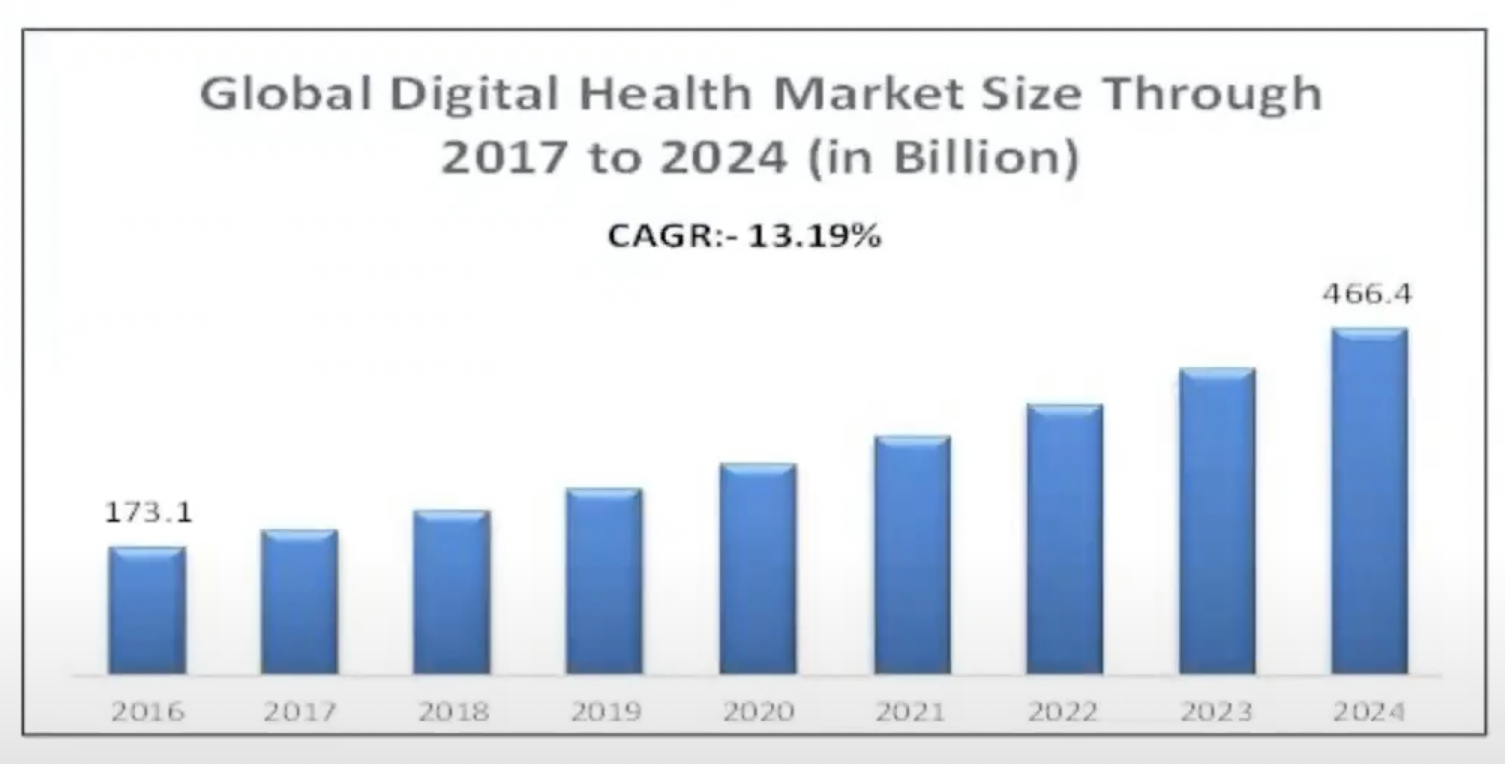 Global Digital Health Market Size Through
2017 to 2024 (in Billion)
CAGR:- 13.19%
466.4
173.1
2016 2017 2018 2019 2020 2021 2022 2023 2024